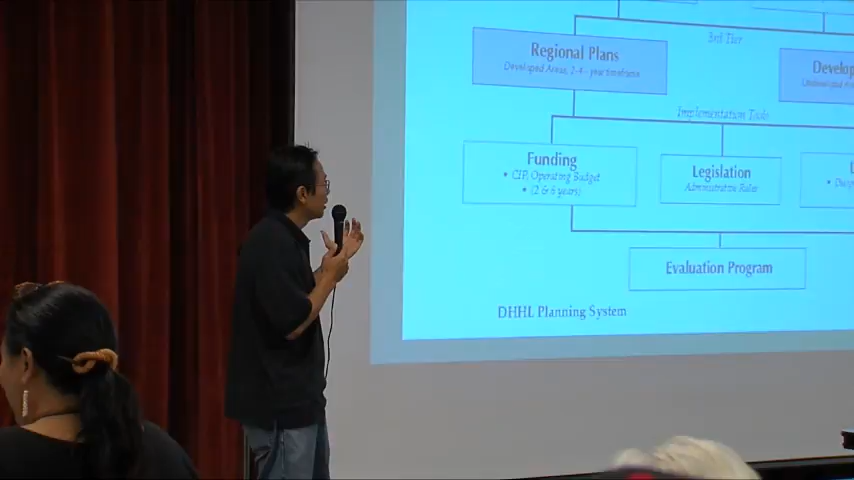 3rd Tier
Regional Plans
Developed Areas, 2-4 - year timeframe
Develop
Implementation Tools
Funding
• CIP, Operating Budget
• (2 & 6 years)
Legislation
Administrative Rules
Evaluation Program
DHHL Planning System